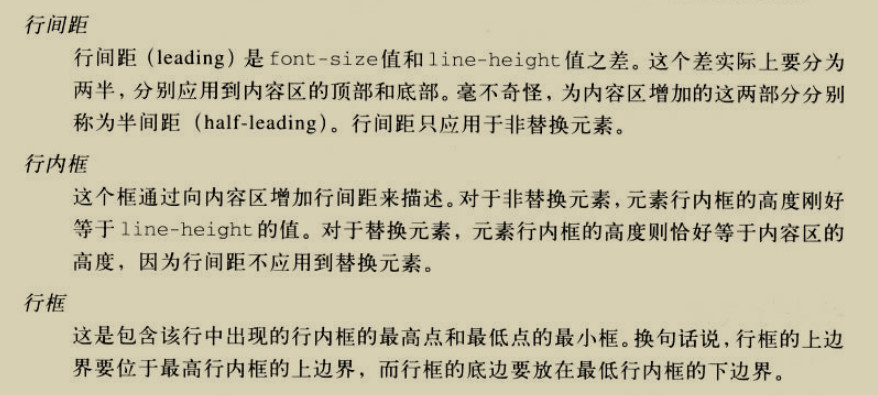 行间距
行间距（leading）是font-size值和line-height值之差。这个差实际上要分为
两半，分别应用到内容区的顶部和底部。毫不奇怪，为内容区增加的这两部分分别
称为半间距（half-leading）。行间距只应用于非替换元素。
行内框
这个框通过向内容区增加行间距来描述。对于非替换元素，元素行内框的高度刚好
等于line-height的值。对于替换元素，元素行内框的高度则恰好等于内容区的
高度，因为行间距不应用到替换元素。
行框
这是包含该行中出现的行内框的最高点和最低点的最小框。换句话说，行框的上边
界要位于最高行内框的上边界，而行框的底边要放在最低行内框的下边界。